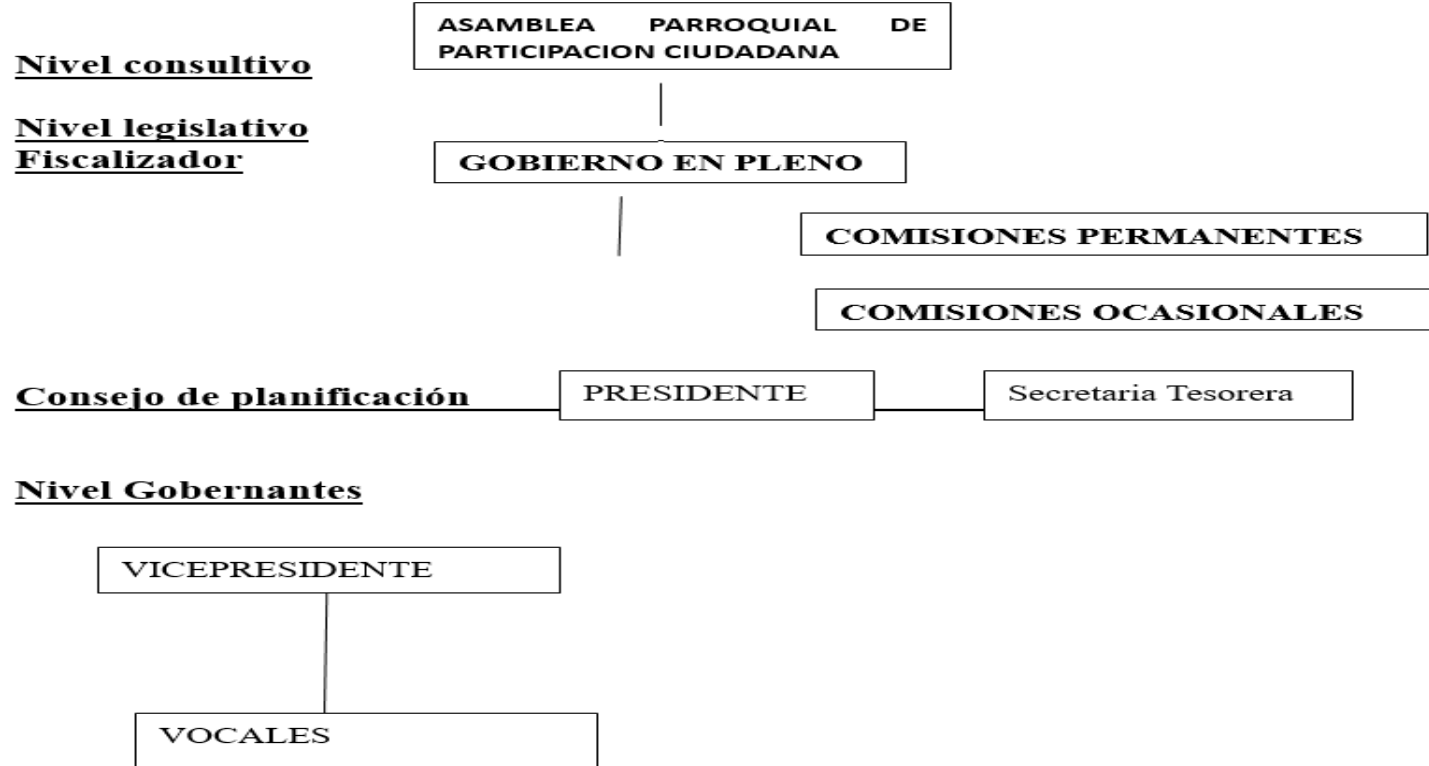 ASAMBLEA PARROQUIAL DE
PARTICIPACION CIUDADANA
Nivel consultivo
Nivel legislativo
Fiscalizador
GOBIERNO EN PLENO
COMISIONES PERMANENTES
COMISIONES OCASIONALES
Consejo de planificación
PRESIDENTE
Secretaria Tesorera
Nivel Gobernantes
VICEPRESIDENTE
VOCALES